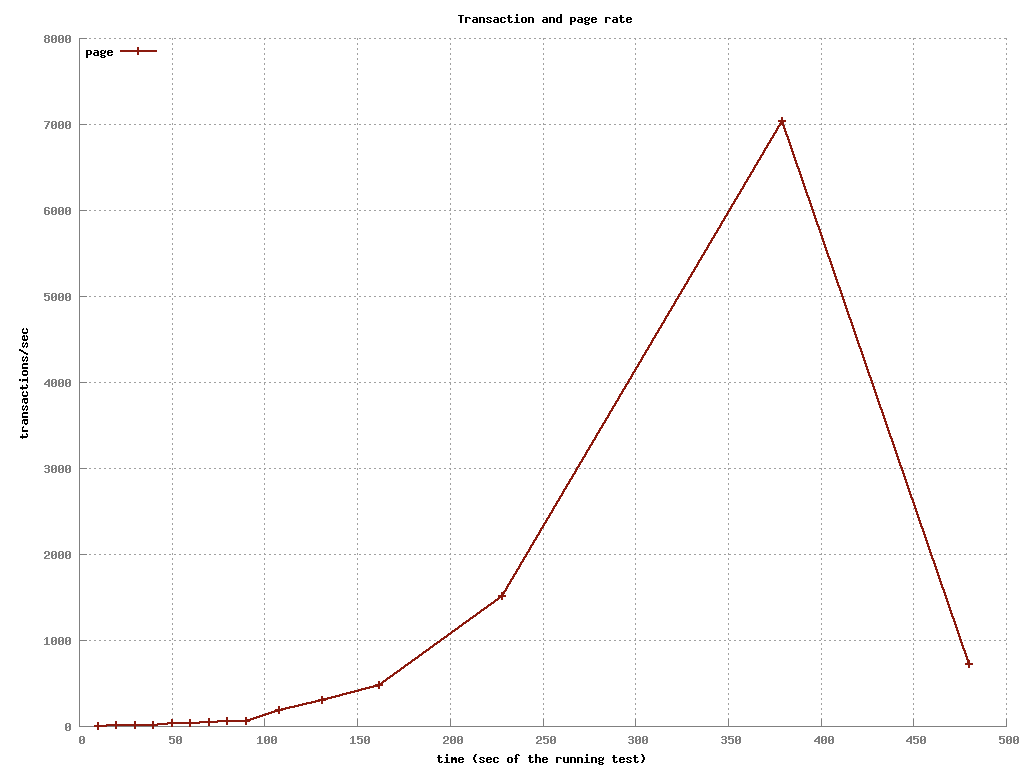 Transaction and page rate
8000
page
7000
6000
5000
4000
3000
2000
1000
0
transactions/sec
0 50 100 150 200 250 300 350 400 450 500
time (sec of the running test)